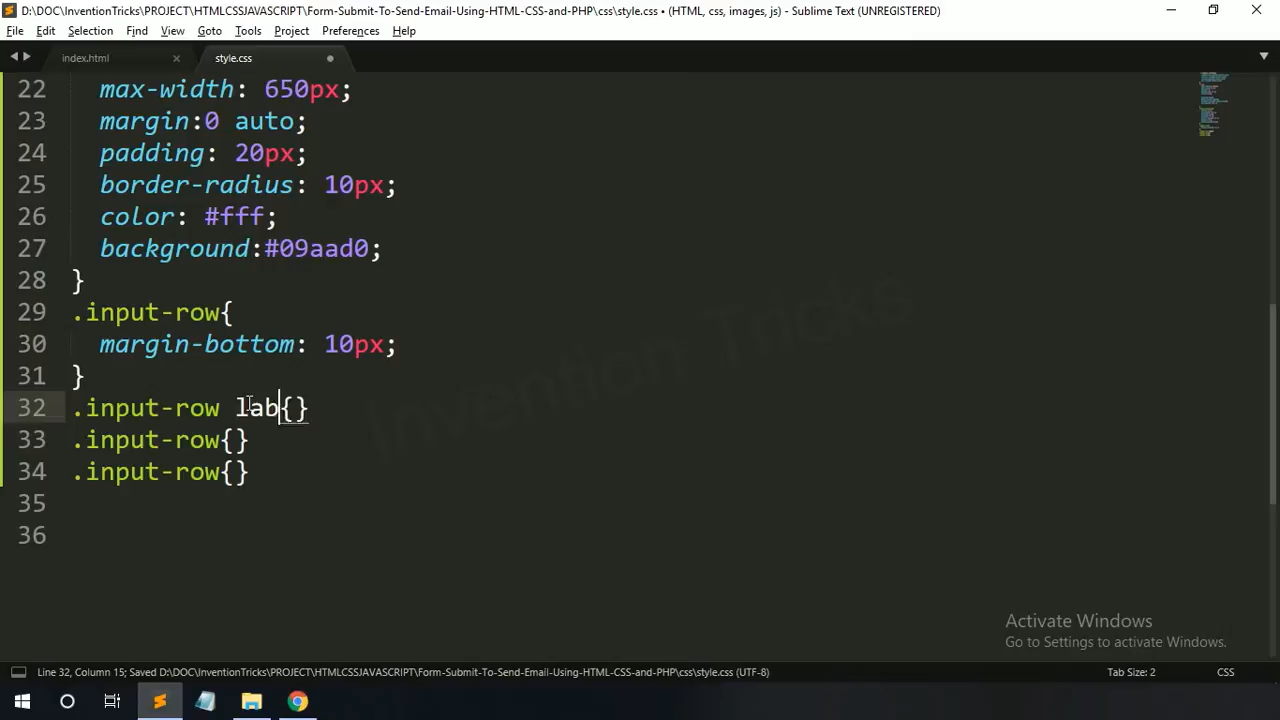 D:\DOC\InventionTricks\PROJECT\HTMLCSSJAVASCRIPT\Form-Submit-To-Send-Email-Using-HTML-CSS-and-PHP\css\style.css • (HTML, css, images, js) - Sublime Text (UNREGISTERED)
File Edit Selection Find View Goto Tools Project Preferences Help
index.html style.css
22 max-width: 650px;
23 margin:0 auto;
24 padding: 20px;
25 border-radius: 10px;
26 color: #fff;
27 background:#09aad0;
28 }
29 .input-row{
30 margin-bottom: 10px;
31 }
32 .input-row lab{}
33 .input-row{}
34 .input-row{}
35
36
Invention Tricks
Activate Windows
Go to Settings to activate Windows.
Line 32, Column 15; Saved D:\DOC\InventionTricks\PROJECT\HTMLCSSJAVASCRIPT\Form-Submit-To-Send-Email-Using-HTML-CSS-and-PHP\css\style.css (UTF-8) Tab Size: 2 CSS